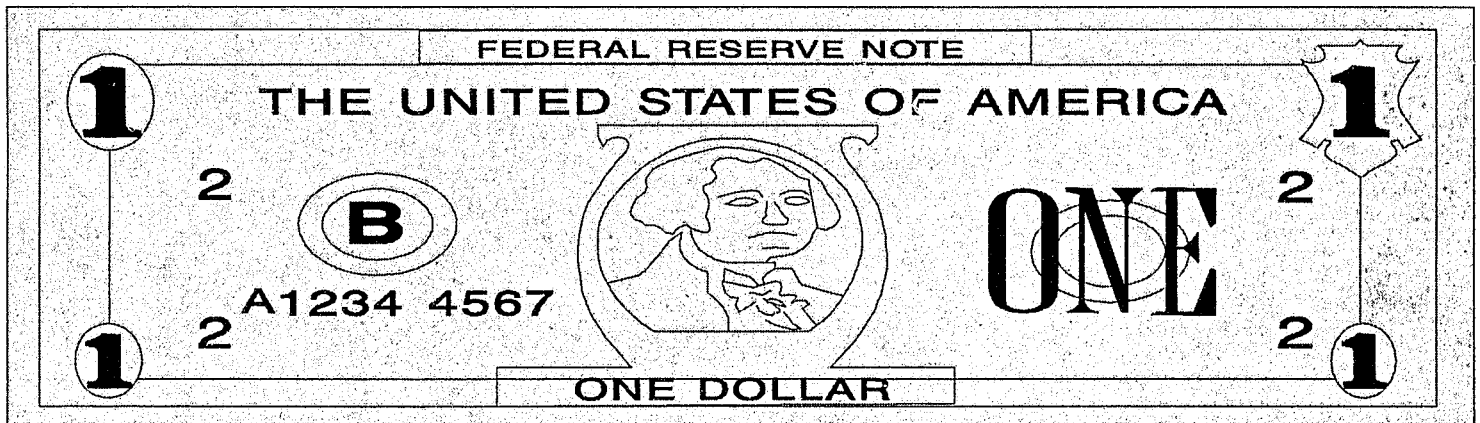 FEDERAL RESERVE NOTE
1
1
THE UNITED STATES OF AMERICA
2
2
B
ONE
A1234 4567
2
2
1
1
ONE DOLLAR